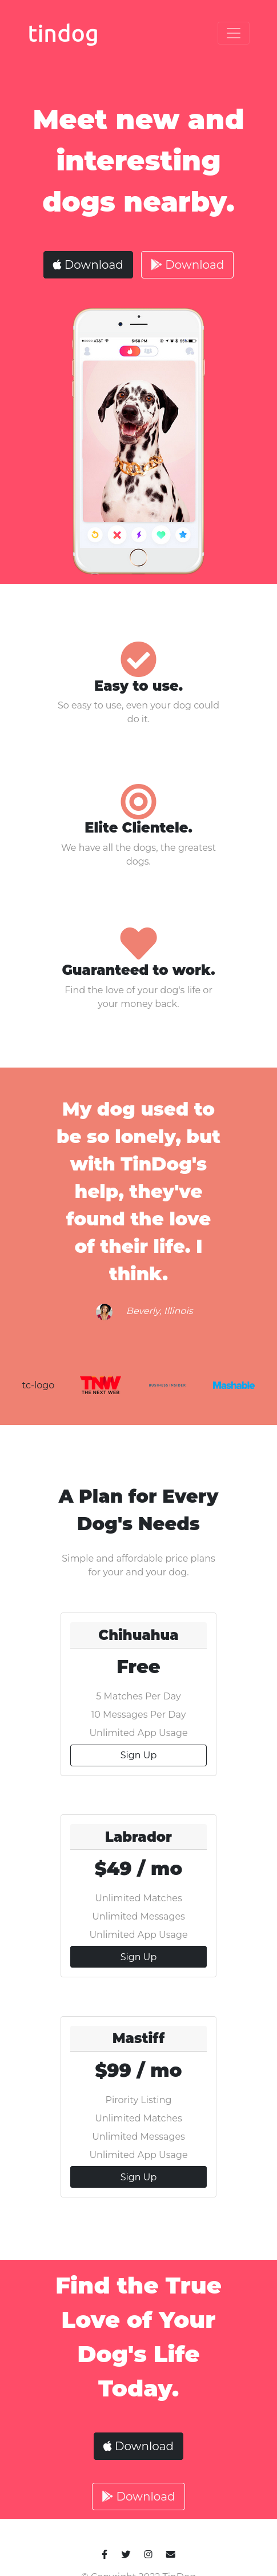 tindog
Meet new and
interesting
dogs nearby.
Download
Download
AT&T
5:58 PM
35%
Easy to use.
So easy to use, even your dog could
do it.
Elite Clientele.
We have all the dogs, the greatest
dogs.
Guaranteed to work.
Find the love of your dog's life or
your money back.
My dog used to
be so lonely, but
with TinDog's
help, they've
found the love
of their life. I
think.
Beverly, Illinois
tc-logo
TNW
THE NEXT WEB
BUSINESS INSIDER
Mashable
A Plan for Every
Dog's Needs
Simple and affordable price plans
for your and your dog.
Chihuahua
Free
5 Matches Per Day
10 Messages Per Day
Unlimited App Usage
Sign Up
Labrador
$49 / mo
Unlimited Matches
Unlimited Messages
Unlimited App Usage
Sign Up
Mastiff
$99 / mo
Pirority Listing
Unlimited Matches
Unlimited Messages
Unlimited App Usage
Sign Up
Find the True
Love of Your
Dog's Life
Today.
Download
Download
© Copyright 2022 TinDog